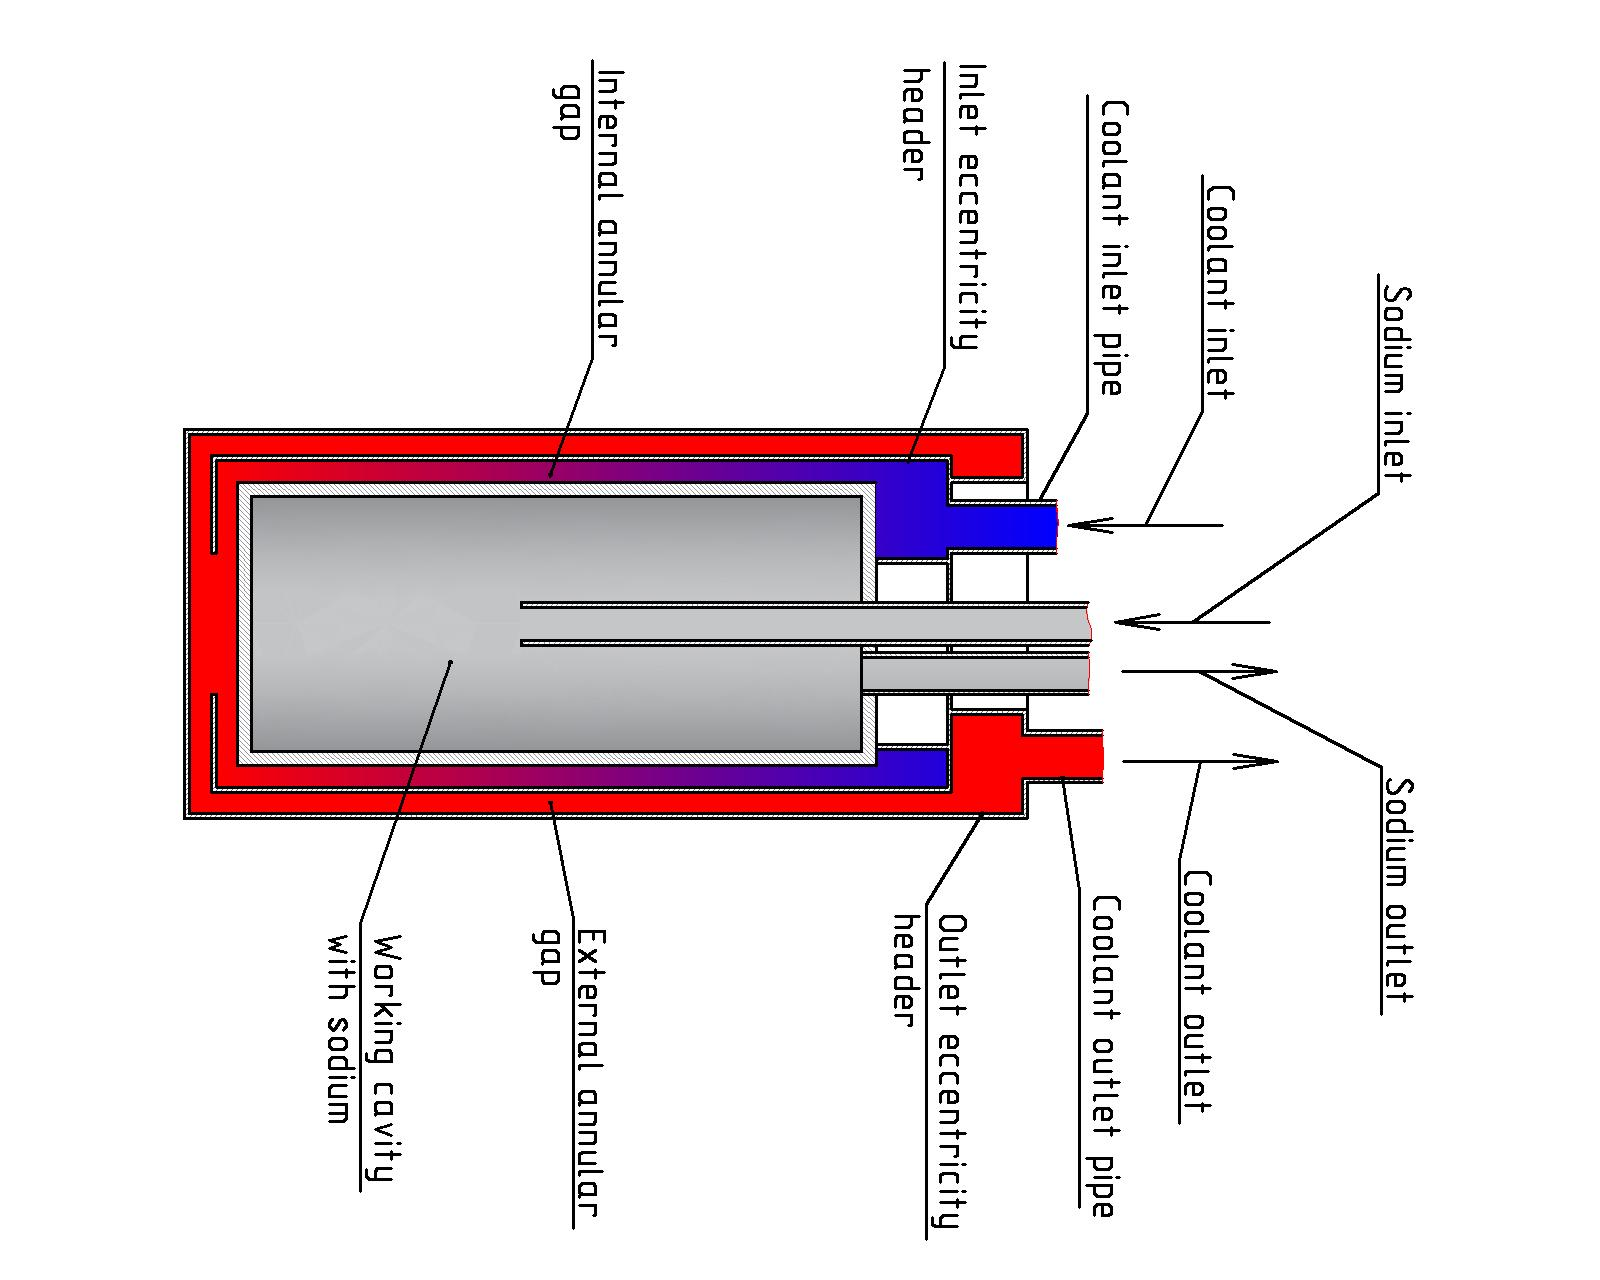 Sodium inlet
Sodium outlet
Coolant inlet
Coolant outlet
Coolant inlet pipe
Coolant outlet pipe
Inlet eccentricity
header
Outlet eccentricity
header
Internal annular
gap
External annular
gap
Working cavity
with sodium